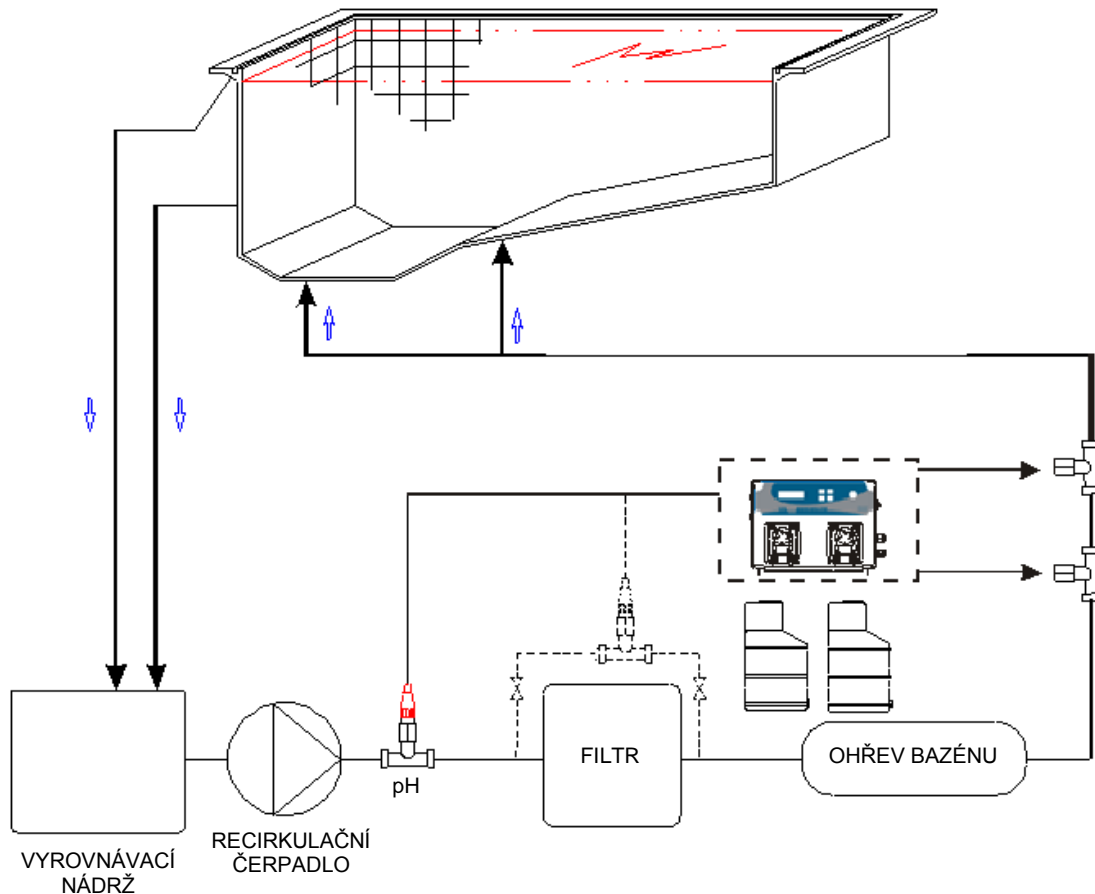 pH
FILTR
OHŘEV BAZÉNU
RECIRKULAČNÍ
ČERPADLO
VYROVNÁVACÍ
NÁDRŽ